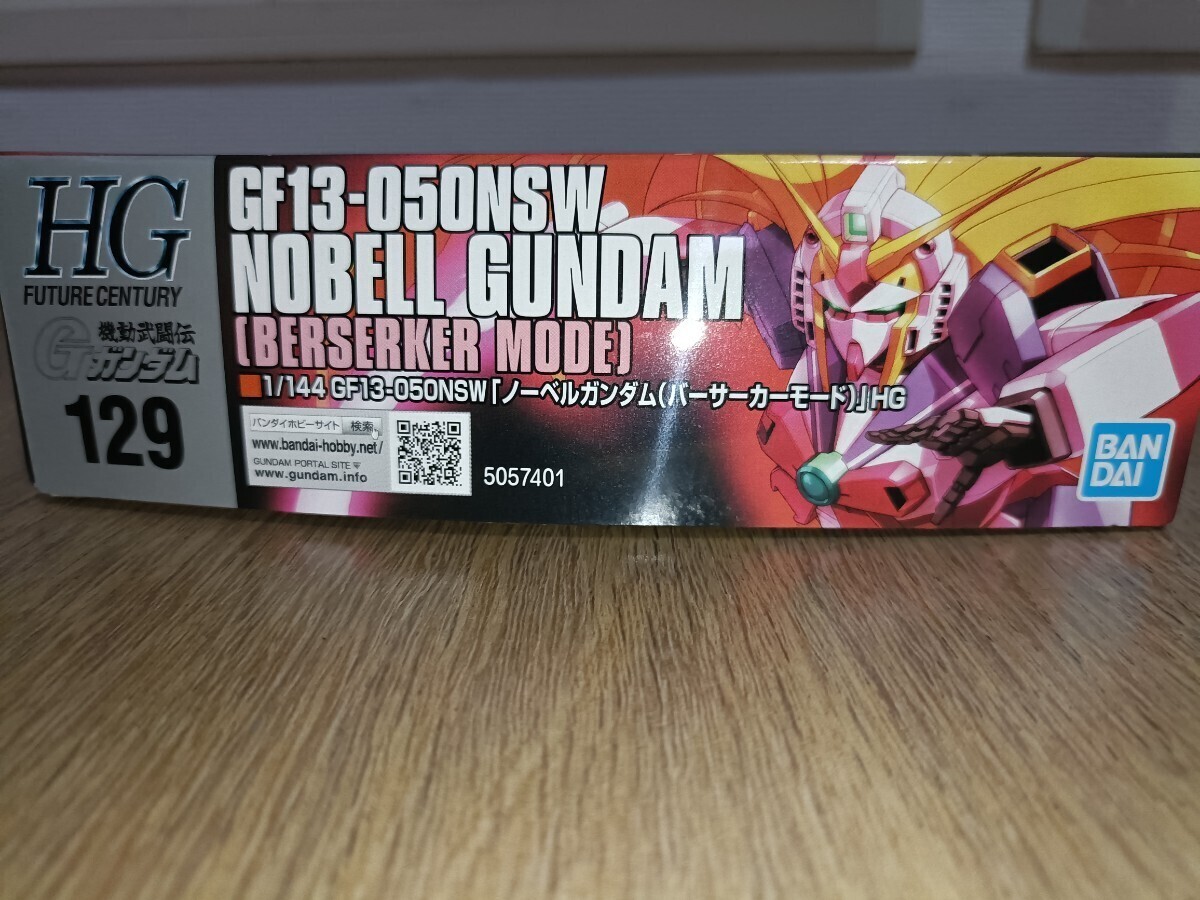 HG
FUTURE CENTURY
機動武闘伝
Gガンダム
129
GF13-050NSW
NOBELL GUNDAM
(BERSERKER MODE)
1/144 GF13-050NSW「ノーベルガンダム(バーサーカーモード)」HG
バンダイホビーサイト 検索
www.bandai-hobby.net/
GUNDAM PORTAL SITE
www.gundam.info
5057401
BAN
DAI